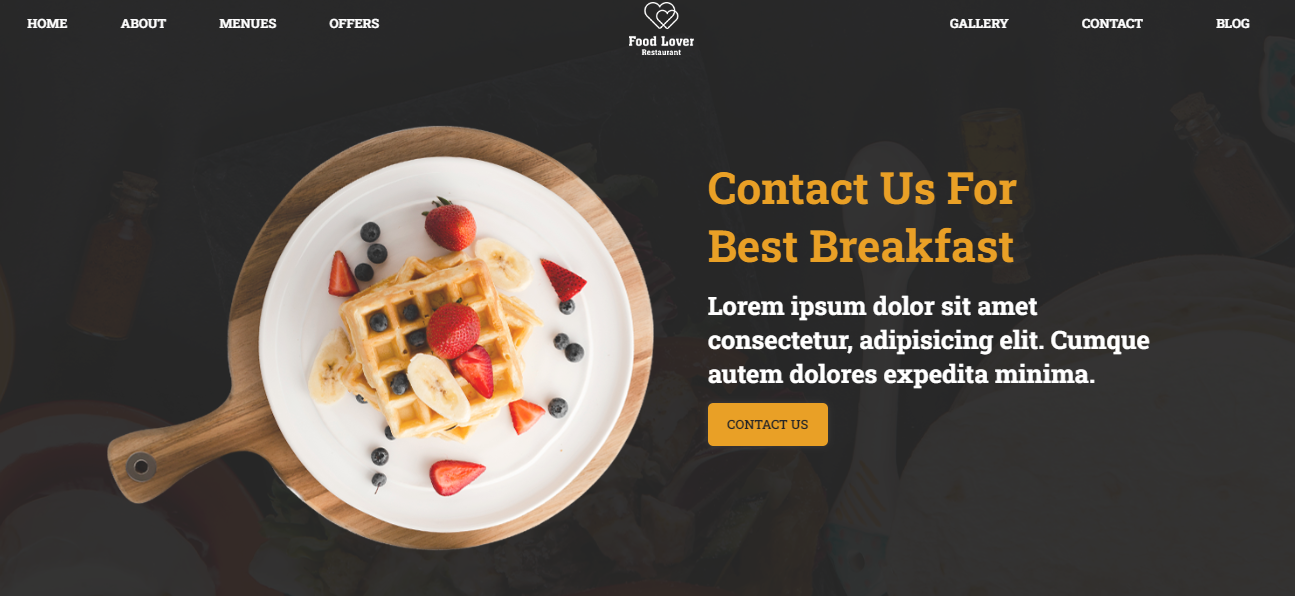 HOME ABOUT MENUES OFFERS
Food Lover
Restaurant
GALLERY CONTACT BLOG
Contact Us For
Best Breakfast
Lorem ipsum dolor sit amet
consectetur, adipisicing elit. Cumque
autem dolores expedita minima.
CONTACT US